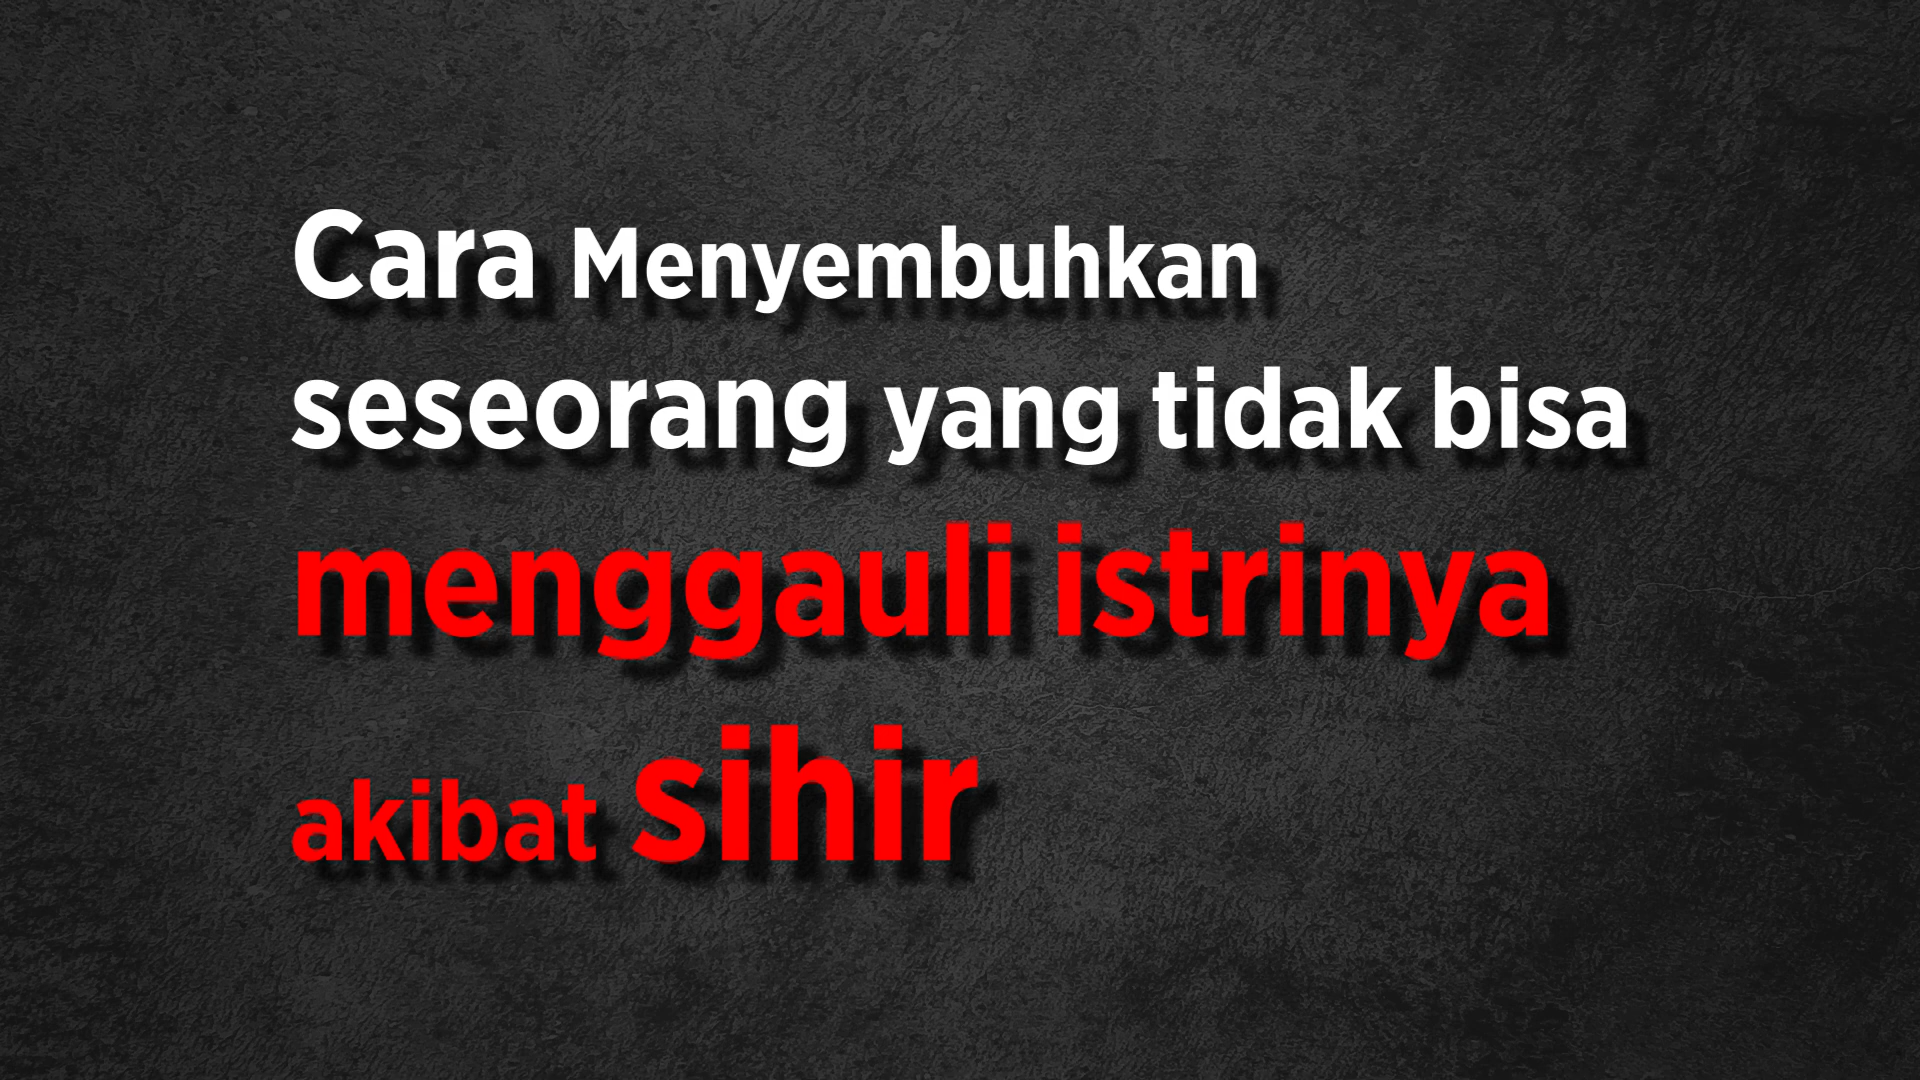 Cara Menyembuhkan
seseorang yang tidak bisa
menggauli istrinya
akibat sihir